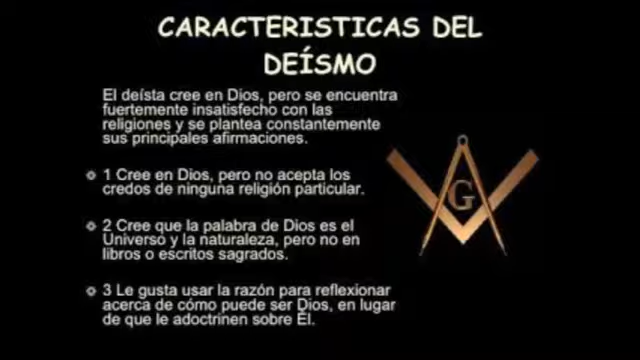 CARACTERISTICAS DEL
DEÍSMO
El deísta cree en Dios, pero se encuentra
fuertemente insatisfecho con las
religiones y se plantea constantemente
sus principales afirmaciones.
1 Cree en Dios, pero no acepta los
credos de ninguna religión particular.
2 Cree que la palabra de Dios es el
Universo y la naturaleza, pero no en
libros o escritos sagrados.
3 Le gusta usar la razón para reflexionar
acerca de cómo puede ser Dios, en lugar
de que le adoctrinen sobre Él.
G